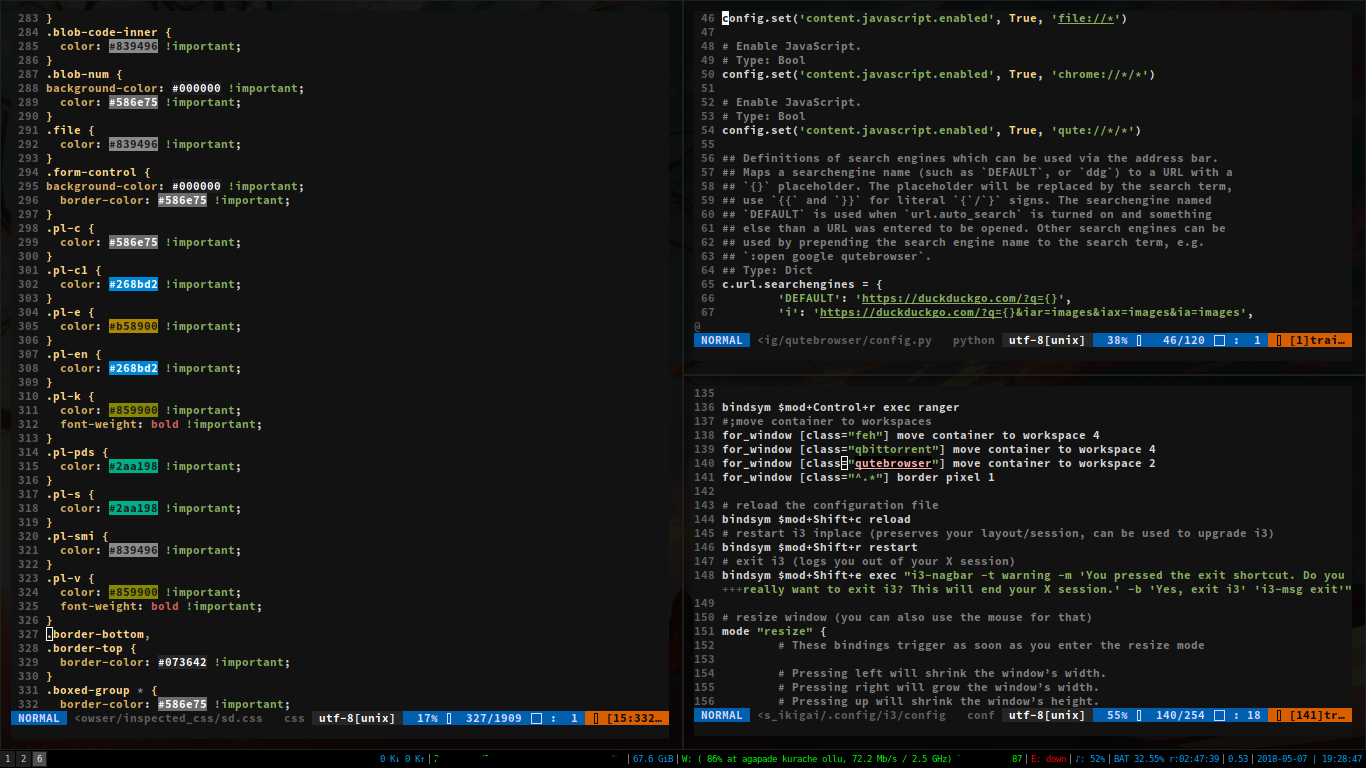 283 }
284 .blob-code-inner {
285   color: #839496 !important;
286 }
287 .blob-num {
288 background-color: #000000 !important;
289   color: #586e75 !important;
290 }
291 .file {
292   color: #839496 !important;
293 }
294 .form-control {
295 background-color: #000000 !important;
296   border-color: #586e75 !important;
297 }
298 .pl-c {
299   color: #586e75 !important;
300 }
301 .pl-c1 {
302   color: #268bd2 !important;
303 }
304 .pl-e {
305   color: #b58900 !important;
306 }
307 .pl-en {
308   color: #268bd2 !important;
309 }
310 .pl-k {
311   color: #859900 !important;
312   font-weight: bold !important;
313 }
314 .pl-pds {
315   color: #2aa198 !important;
316 }
317 .pl-s {
318   color: #2aa198 !important;
319 }
320 .pl-smi {
321   color: #839496 !important;
322 }
323 .pl-v {
324   color: #859900 !important;
325   font-weight: bold !important;
326 }
327 .border-bottom,
328 .border-top {
329   border-color: #073642 !important;
330 }
331 .boxed-group * {
332   color: #586e75 !important;
NORMAL <owser/inspected_css/sd.css css utf-8[unix] 17% 327/1909 : 1 [15:332…
46 config.set('content.javascript.enabled', True, 'file://*')
47
48 # Enable JavaScript.
49 # Type: Bool
50 config.set('content.javascript.enabled', True, 'chrome://*/*')
51
52 # Enable JavaScript.
53 # Type: Bool
54 config.set('content.javascript.enabled', True, 'qute://*/*')
55
56 ## Definitions of search engines which can be used via the address bar.
57 ## Maps a searchengine name (such as `DEFAULT`, or `ddg`) to a URL with a
58 ## `{}` placeholder. The placeholder will be replaced by the search term,
59 ## use `{{` and `}}` for literal `{`/`}` signs. The searchengine named
60 ## `DEFAULT` is used when `url.auto_search` is turned on and something
61 ## else than a URL was entered to be opened. Other search engines can be
62 ## used by prepending the search engine name to the search term, e.g.
63 ## `:open google qutebrowser`.
64 ## Type: Dict
65 c.url.searchengines = {
66         'DEFAULT': 'https://duckduckgo.com/?q={}',
67         'i': 'https://duckduckgo.com/?q={}&iar=images&iax=images&ia=images',
@
NORMAL <ig/qutebrowser/config.py python utf-8[unix] 38% 46/120 : 1 [1]trai…
135
136 bindsym $mod+Control+r exec ranger
137 #;move container to workspaces
138 for_window [class="feh"] move container to workspace 4
139 for_window [class="qbittorrent"] move container to workspace 4
140 for_window [class="qutebrowser"] move container to workspace 2
141 for_window [class="^.*"] border pixel 1
142
143 # reload the configuration file
144 bindsym $mod+Shift+c reload
145 # restart i3 inplace (preserves your layout/session, can be used to upgrade i3)
146 bindsym $mod+Shift+r restart
147 # exit i3 (logs you out of your X session)
148 bindsym $mod+Shift+e exec "i3-nagbar -t warning -m 'You pressed the exit shortcut. Do you
+++really want to exit i3? This will end your X session.' -b 'Yes, exit i3' 'i3-msg exit'"
149
150 # resize window (you can also use the mouse for that)
151 mode "resize" {
152         # These bindings trigger as soon as you enter the resize mode
153
154         # Pressing left will shrink the window’s width.
155         # Pressing right will grow the window’s width.
156         # Pressing up will shrink the window’s height.
NORMAL <s_ikigai/.config/i3/config conf utf-8[unix] 55% 140/254 : 18 [141]tr…
1 2 6 0 K↓ 0 K↑ |♪ |67.6 GiB|W: ( 86% at agapade kurache ollu, 72.2 Mb/s / 2.5 GHz) 87|E: down|♪: 52%|BAT 32.55% r:02:47:39|0.53|2018-05-07 | 19:28:47